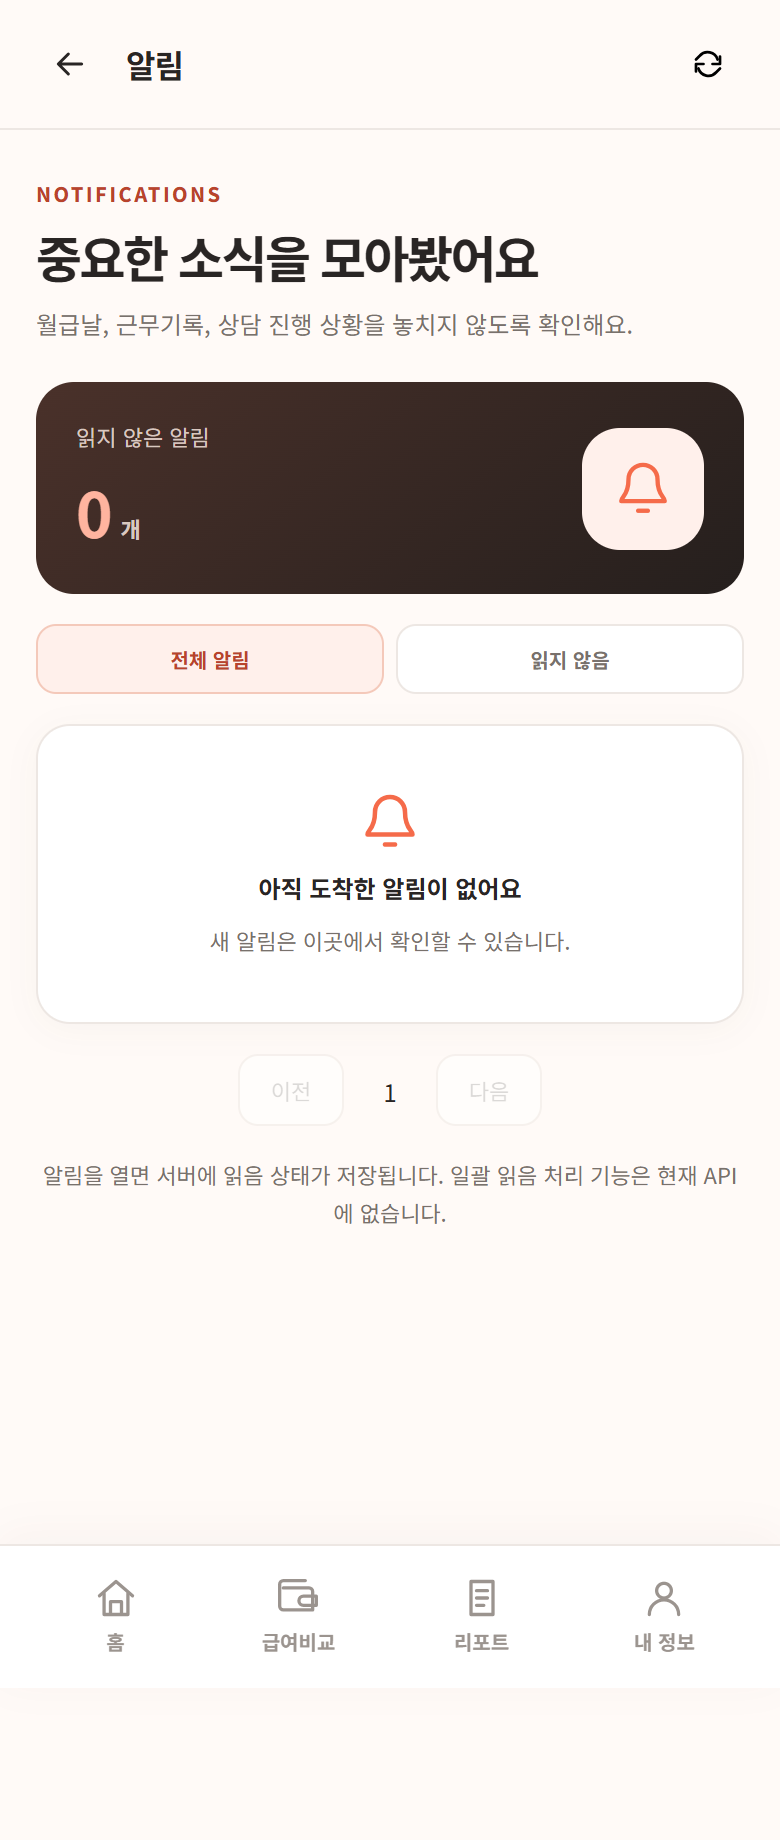 알림
NOTIFICATIONS
중요한 소식을 모아봤어요
월급날, 근무기록, 상담 진행 상황을 놓치지 않도록 확인해요.
읽지 않은 알림
0 개
전체 알림
읽지 않음
아직 도착한 알림이 없어요
새 알림은 이곳에서 확인할 수 있습니다.
이전
1
다음
알림을 열면 서버에 읽음 상태가 저장됩니다. 일괄 읽음 처리 기능은 현재 API
에 없습니다.
홈
급여비교
리포트
내 정보